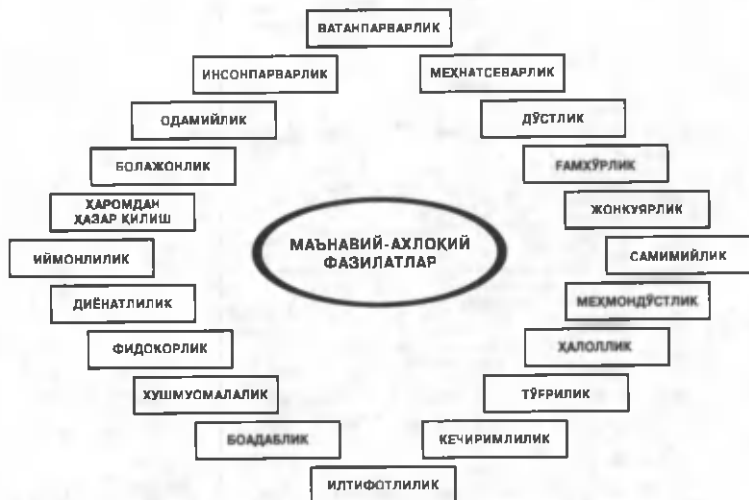 ВАТАНПАРВАРЛИК
ИНСОНПАРВАРЛИК
МЕҲНАТСЕВАРЛИК
ОДАМИЙЛИК
ДЎСТЛИК
БОЛАЖОНЛИК
ҒАМХЎРЛИК
ҲАРОМДАН
ҲАЗАР ҚИЛИШ
ЖОНКУЯРЛИК
МАЪНАВИЙ-АХЛОҚИЙ
ФАЗИЛАТЛАР
ИЙМОНЛИЛИК
САМИМИЙЛИК
ДИЁНАТЛИЛИК
МЕҲМОНДЎСТЛИК
ФИДОКОРЛИК
ҲАЛОЛЛИК
ХУШМУОМАЛАЛИК
ТЎҒРИЛИК
БОАДАБЛИК
КЕЧИРИМЛИЛИК
ИЛТИФОТЛИЛИК